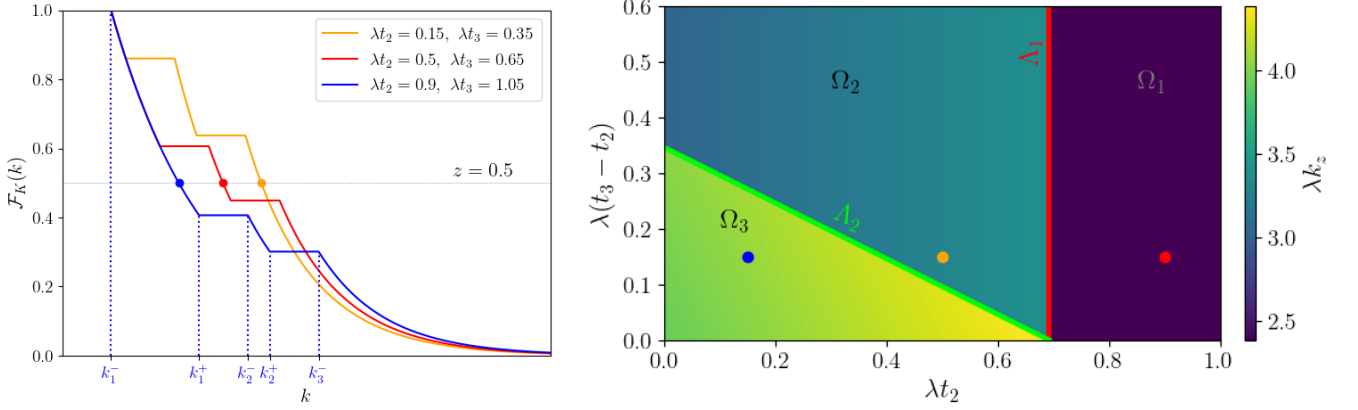 1.0
0.8
0.6
0.4
0.2
0.0
𝓕_K(k)
λt₂ = 0.15, λt₃ = 0.35
λt₂ = 0.5, λt₃ = 0.65
λt₂ = 0.9, λt₃ = 1.05
z = 0.5
k₁⁻ k₁⁺ k₂⁻ k₂⁺ k₃⁻
k
0.6
0.5
0.4
0.3
0.2
0.1
0.0
λ(t₃ − t₂)
Λ₁
Ω₂
Ω₁
Λ₂
Ω₃
0.0 0.2 0.4 0.6 0.8 1.0
λt₂
4.0
3.5
3.0
2.5
λk_z